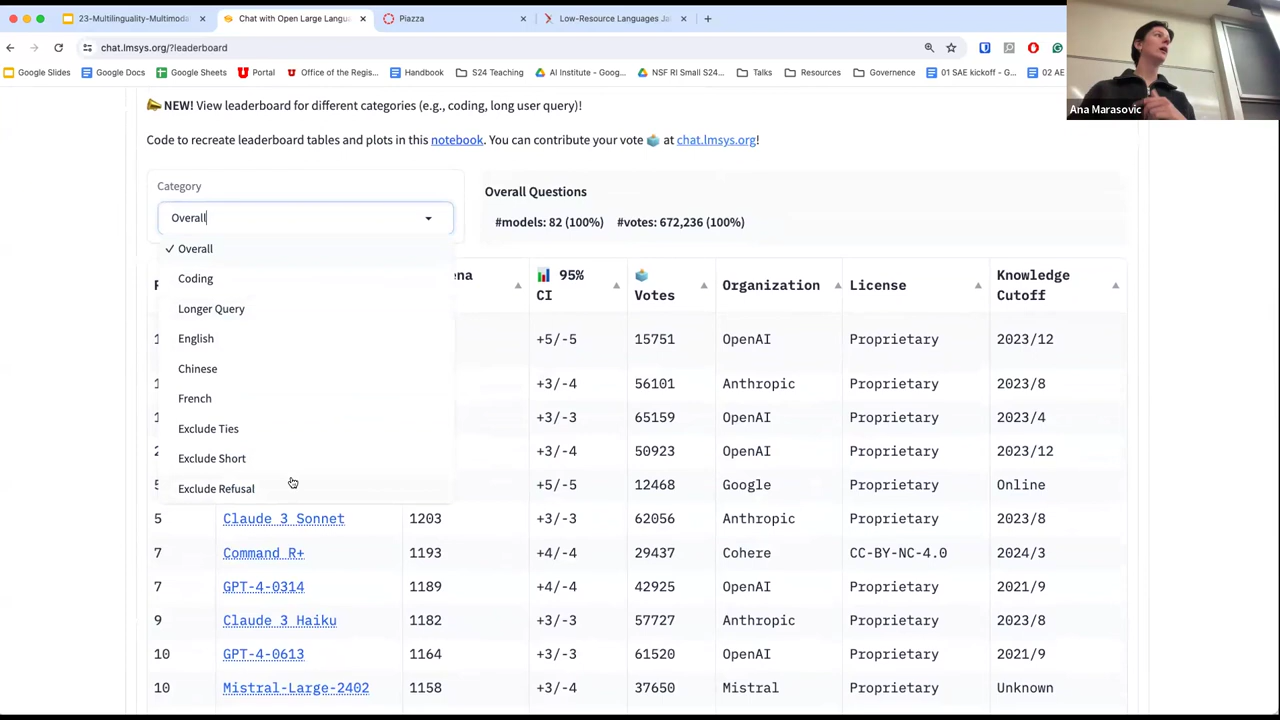 23-Multilinguality-Multimoda
Chat with Open Large Langua
Piazza
Low-Resource Languages Ja
chat.lmsys.org/?leaderboard
Google Slides
Google Docs
Google Sheets
Portal
Office of the Regis...
Handbook
S24 Teaching
AI Institute - Goog...
NSF RI Small S24...
Talks
Resources
Governence
01 SAE kickoff - G...
02 AE
Ana Marasovic
NEW! View leaderboard for different categories (e.g., coding, long user query)!
Code to recreate leaderboard tables and plots in this notebook. You can contribute your vote at chat.lmsys.org!
Category
Overall
Overall Questions
#models: 82 (100%) #votes: 672,236 (100%)
✓ Overall
Coding
Longer Query
English
Chinese
French
Exclude Ties
Exclude Short
Exclude Refusal
95% CI Votes Organization License Knowledge Cutoff
+5/-5 15751 OpenAI Proprietary 2023/12
+3/-4 56101 Anthropic Proprietary 2023/8
+3/-3 65159 OpenAI Proprietary 2023/4
+3/-4 50923 OpenAI Proprietary 2023/12
+5/-5 12468 Google Proprietary Online
5 Claude 3 Sonnet 1203 +3/-3 62056 Anthropic Proprietary 2023/8
7 Command R+ 1193 +4/-4 29437 Cohere CC-BY-NC-4.0 2024/3
7 GPT-4-0314 1189 +4/-4 42925 OpenAI Proprietary 2021/9
9 Claude 3 Haiku 1182 +3/-3 57727 Anthropic Proprietary 2023/8
10 GPT-4-0613 1164 +3/-3 61520 OpenAI Proprietary 2021/9
10 Mistral-Large-2402 1158 +3/-4 37650 Mistral Proprietary Unknown